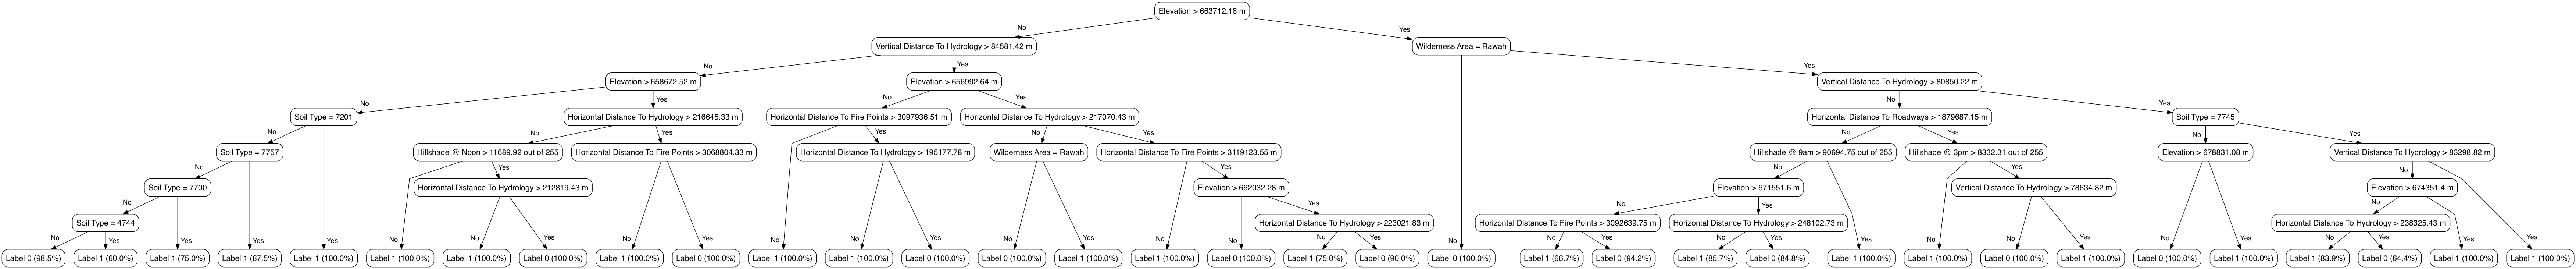 Elevation > 663712.16 m
No
Yes
Vertical Distance To Hydrology > 84581.42 m
Wilderness Area = Rawah
No
Yes
Yes
Elevation > 658672.52 m
Elevation > 656992.64 m
No
Vertical Distance To Hydrology > 80850.22 m
No
Yes
No
Yes
No
Yes
Soil Type = 7201
Horizontal Distance To Hydrology > 216645.33 m
Horizontal Distance To Fire Points > 3097936.51 m
Horizontal Distance To Hydrology > 217070.43 m
Horizontal Distance To Roadways > 1879687.15 m
Soil Type = 7745
No
Yes
No
Yes
No
Yes
No
Yes
No
Yes
No
Yes
Soil Type = 7757
Hillshade @ Noon > 11689.92 out of 255
Horizontal Distance To Fire Points > 3068804.33 m
Horizontal Distance To Hydrology > 195177.78 m
Wilderness Area = Rawah
Horizontal Distance To Fire Points > 3119123.55 m
Hillshade @ 9am > 90694.75 out of 255
Hillshade @ 3pm > 8332.31 out of 255
Elevation > 678831.08 m
Vertical Distance To Hydrology > 83298.82 m
No
Yes
No
Yes
No
Yes
No
Yes
No
Yes
No
Yes
No
Yes
No
Yes
No
Yes
No
Yes
Soil Type = 7700
Horizontal Distance To Hydrology > 212819.43 m
Elevation > 662032.28 m
Elevation > 671551.6 m
Vertical Distance To Hydrology > 78634.82 m
Elevation > 674351.4 m
No
Yes
No
Yes
No
Yes
No
Yes
No
Yes
No
Yes
Soil Type = 4744
Horizontal Distance To Hydrology > 223021.83 m
Horizontal Distance To Fire Points > 3092639.75 m
Horizontal Distance To Hydrology > 248102.73 m
Horizontal Distance To Hydrology > 238325.43 m
No
Yes
No
Yes
No
Yes
No
Yes
No
Yes
Label 0 (98.5%)
Label 1 (60.0%)
Label 1 (75.0%)
Label 1 (87.5%)
Label 1 (100.0%)
Label 1 (100.0%)
Label 1 (100.0%)
Label 0 (100.0%)
Label 1 (100.0%)
Label 0 (100.0%)
Label 1 (100.0%)
Label 1 (100.0%)
Label 0 (100.0%)
Label 0 (100.0%)
Label 1 (100.0%)
Label 1 (100.0%)
Label 0 (100.0%)
Label 1 (75.0%)
Label 0 (90.0%)
Label 0 (100.0%)
Label 1 (66.7%)
Label 0 (94.2%)
Label 1 (85.7%)
Label 0 (84.8%)
Label 1 (100.0%)
Label 1 (100.0%)
Label 0 (100.0%)
Label 1 (100.0%)
Label 0 (100.0%)
Label 1 (100.0%)
Label 1 (83.9%)
Label 0 (64.4%)
Label 1 (100.0%)
Label 1 (100.0%)